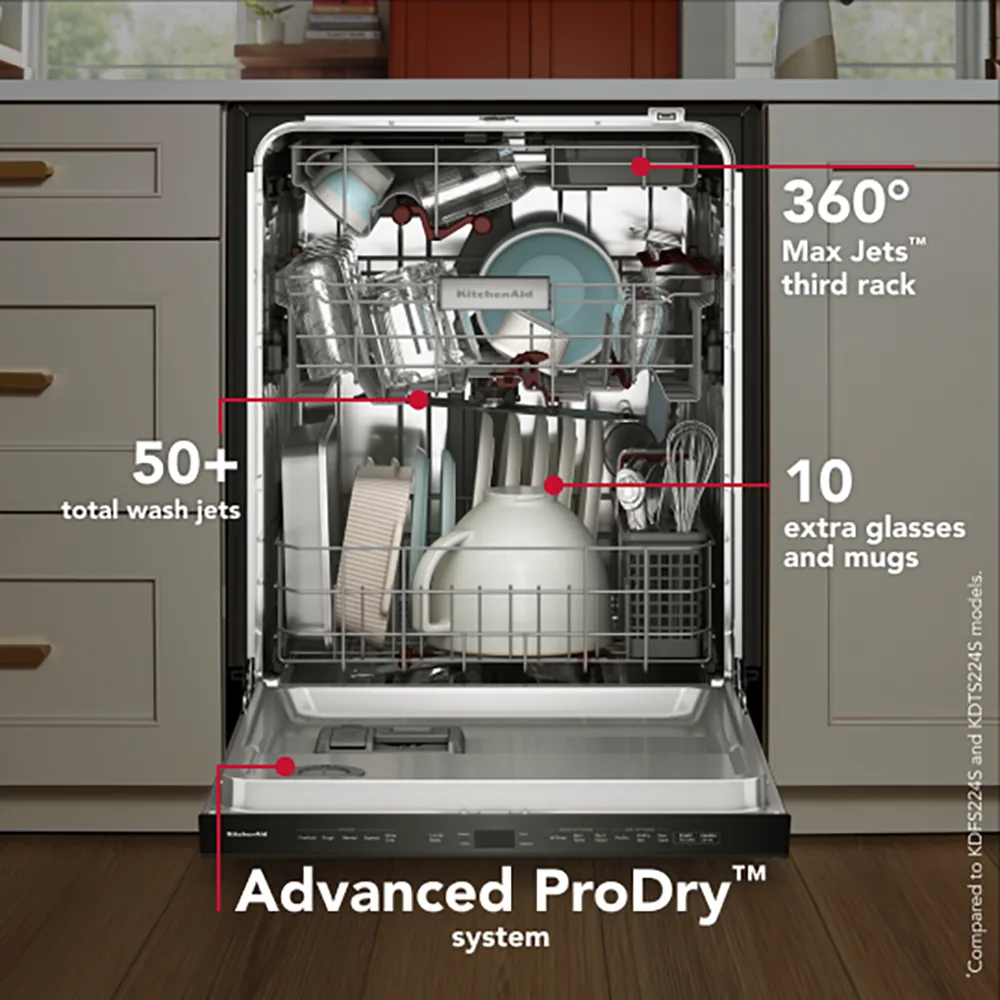 KitchenAid
360°
Max Jets™
third rack
50+
total wash jets
10
extra glasses
and mugs
KitchenAid
Advanced ProDry™
system
*Compared to KDFS224S and KDTS224S models.